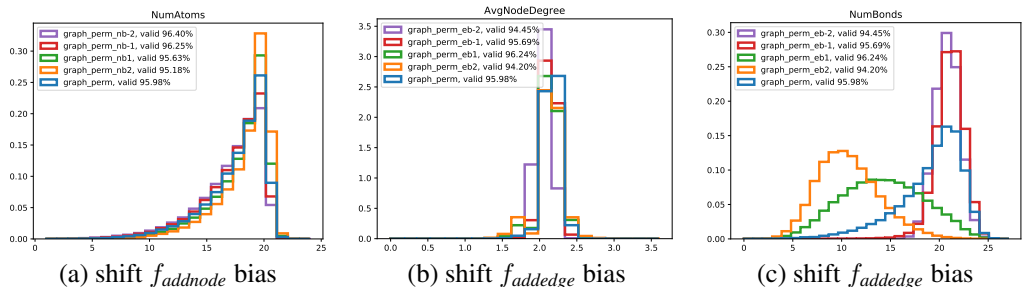 NumAtoms
graph_perm_nb-2, valid 96.40%
graph_perm_nb-1, valid 96.25%
graph_perm_nb1, valid 95.63%
graph_perm_nb2, valid 95.18%
graph_perm, valid 95.98%
0.30
0.25
0.20
0.15
0.10
0.05
0.00
0 5 10 15 20 25
(a) shift f_addnode bias
AvgNodeDegree
graph_perm_eb-2, valid 94.45%
graph_perm_eb-1, valid 95.69%
graph_perm_eb1, valid 96.24%
graph_perm_eb2, valid 94.20%
graph_perm, valid 95.98%
3.5
3.0
2.5
2.0
1.5
1.0
0.5
0.0
0.0 0.5 1.0 1.5 2.0 2.5 3.0 3.5
(b) shift f_addedge bias
NumBonds
graph_perm_eb-2, valid 94.45%
graph_perm_eb-1, valid 95.69%
graph_perm_eb1, valid 96.24%
graph_perm_eb2, valid 94.20%
graph_perm, valid 95.98%
0.30
0.25
0.20
0.15
0.10
0.05
0.00
0 5 10 15 20 25
(c) shift f_addedge bias